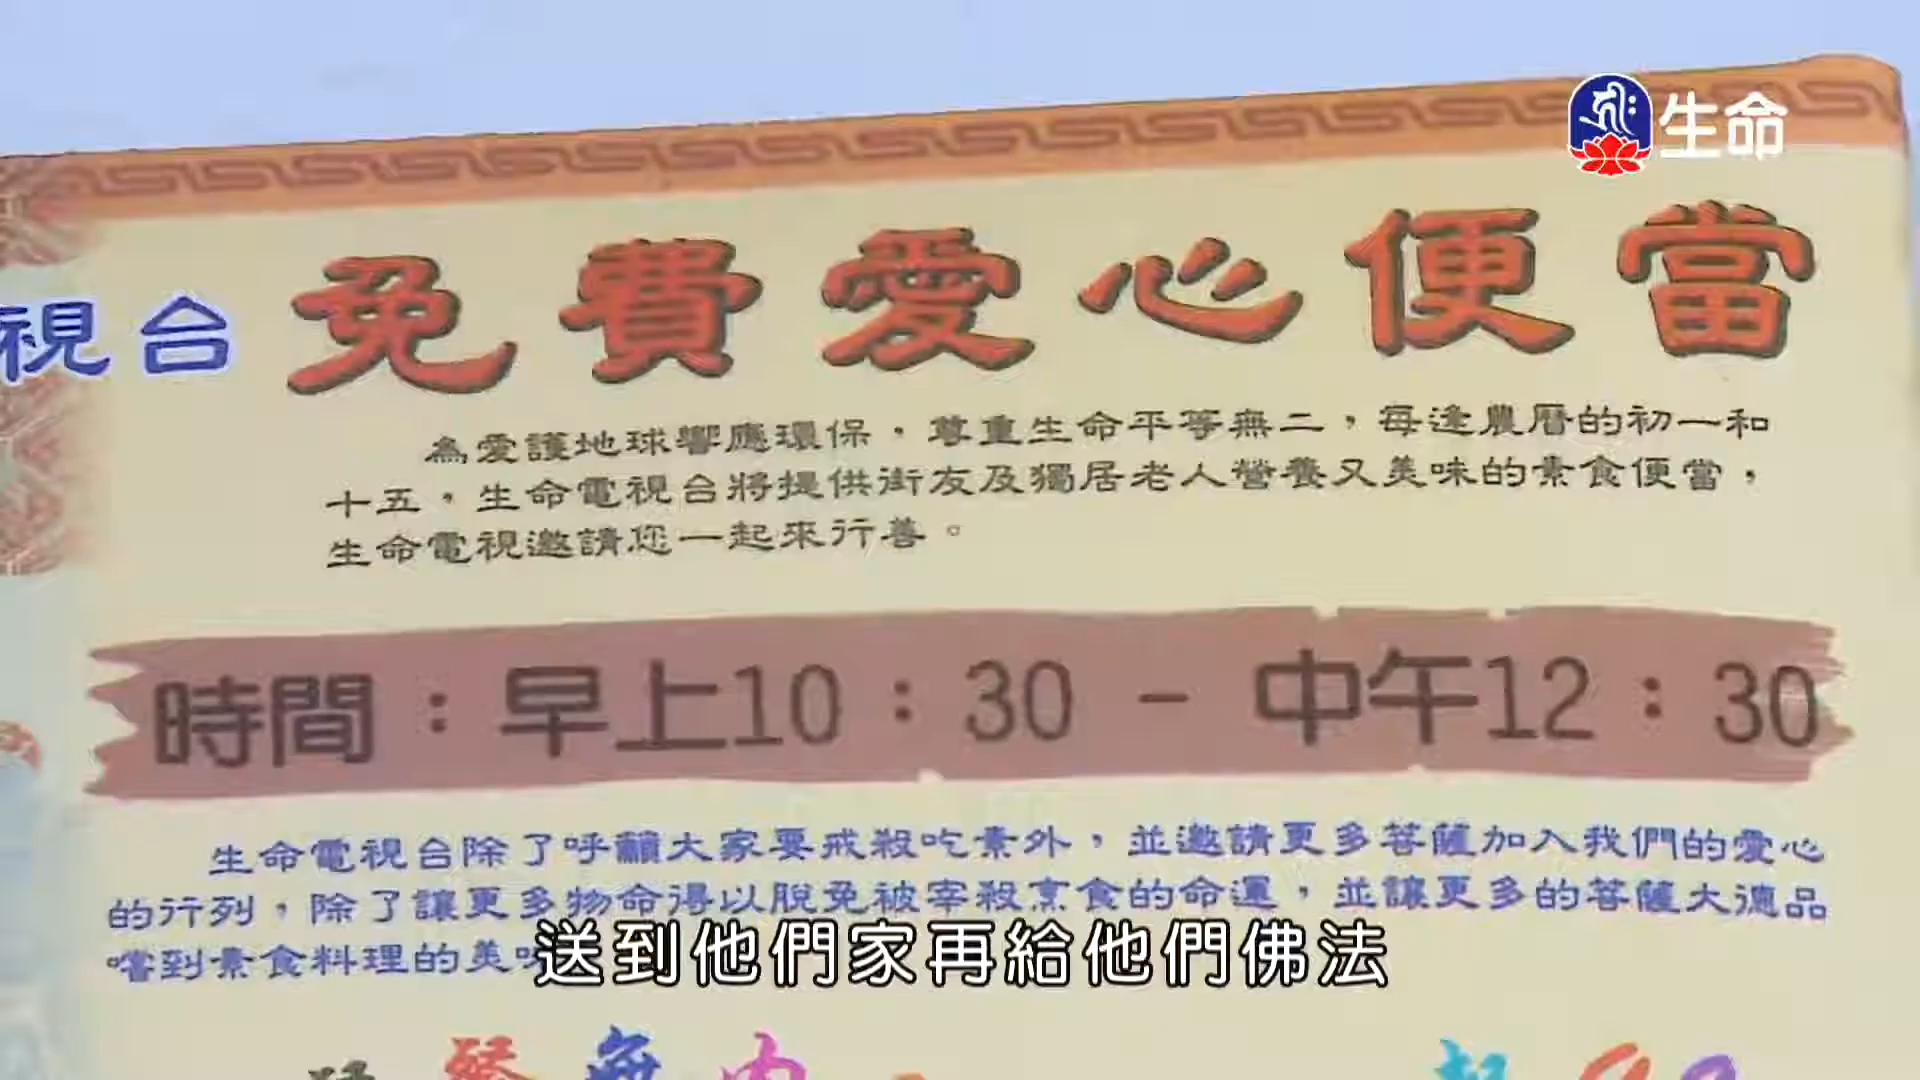 生命
視台 免費愛心便當
為愛護地球響應環保，尊重生命平等無二，每逢農曆的初一和
十五，生命電視台將提供街友及獨居老人營養又美味的素食便當，
生命電視邀請您一起來行善。
時間：早上10：30 - 中午12：30
生命電視台除了呼籲大家要戒殺吃素外，並邀請更多菩薩加入我們的愛心
的行列，除了讓更多物命得以脫免被宰殺烹食的命運，並讓更多的菩薩大德品
嚐到素食料理的美味
送到他們家再給他們佛法